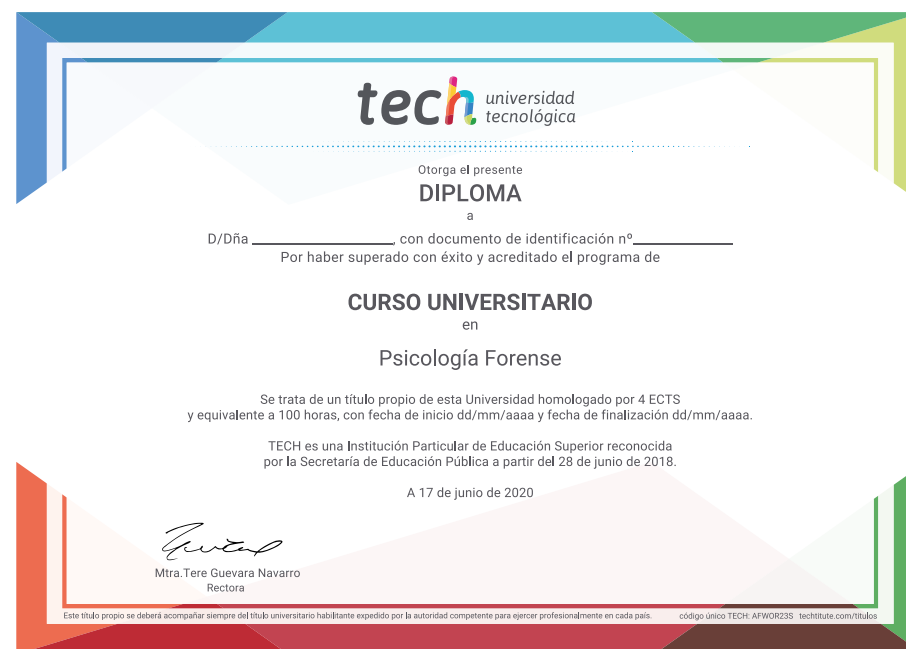 tech universidad
tecnológica
Otorga el presente
DIPLOMA
a
D/Dña ____________________, con documento de identificación nº______________
Por haber superado con éxito y acreditado el programa de
CURSO UNIVERSITARIO
en
Psicología Forense
Se trata de un título propio de esta Universidad homologado por 4 ECTS
y equivalente a 100 horas, con fecha de inicio dd/mm/aaaa y fecha de finalización dd/mm/aaaa.
TECH es una Institución Particular de Educación Superior reconocida
por la Secretaría de Educación Pública a partir del 28 de junio de 2018.
A 17 de junio de 2020
Mtra.Tere Guevara Navarro
Rectora
Este título propio se deberá acompañar siempre del título universitario habilitante expedido por la autoridad competente para ejercer profesionalmente en cada país. código único TECH: AFWOR23S techtitute.com/titulos